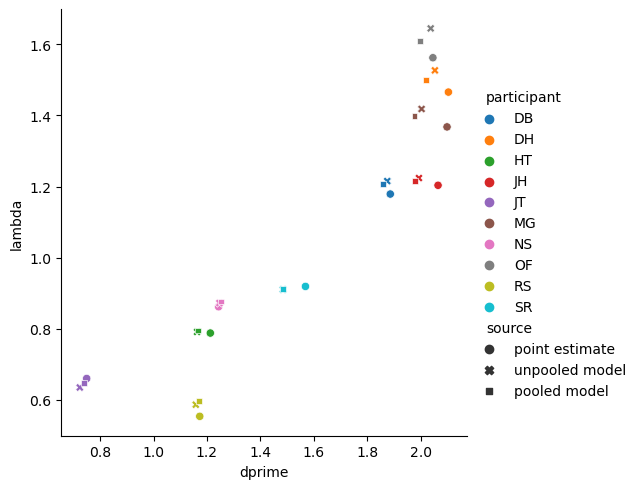 1.6
1.4
1.2
1.0
0.8
0.6
lambda
0.8
1.0
1.2
1.4
1.6
1.8
2.0
dprime
participant
DB
DH
HT
JH
JT
MG
NS
OF
RS
SR
source
point estimate
unpooled model
pooled model